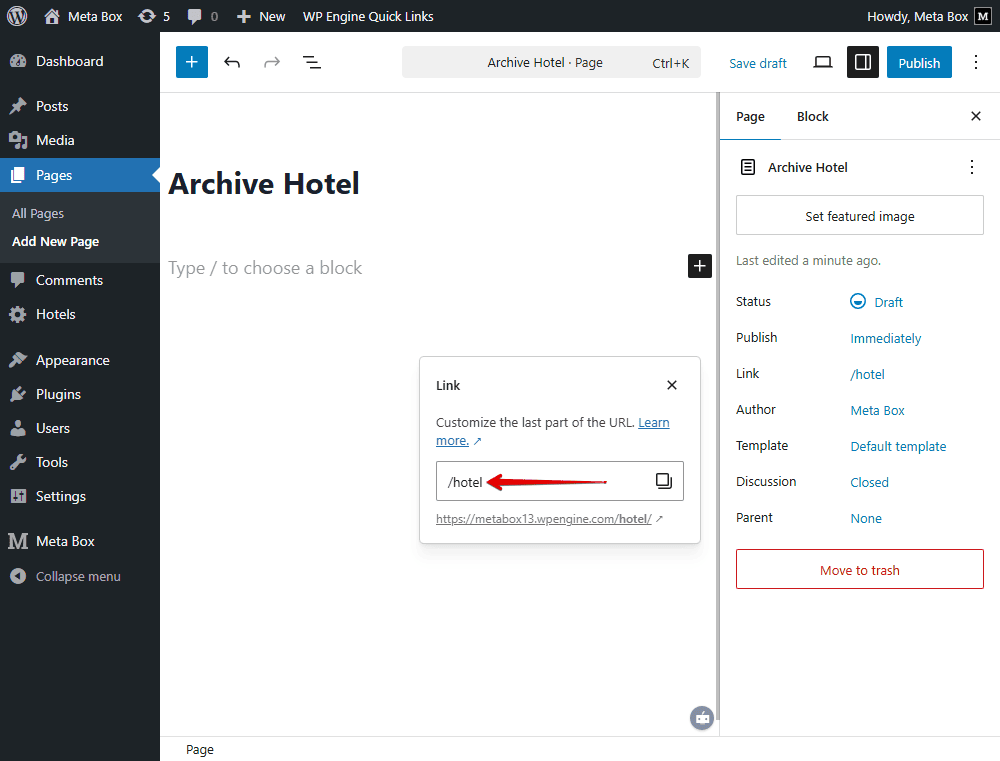 Meta Box 5 0 New WP Engine Quick Links Howdy, Meta Box M
Dashboard
Posts
Media
Pages
All Pages
Add New Page
Comments
Hotels
Appearance
Plugins
Users
Tools
Settings
Meta Box
Collapse menu
Archive Hotel · Page Ctrl+K Save draft Publish
Archive Hotel
Type / to choose a block
Link
Customize the last part of the URL. Learn
more. ↗
/hotel
https://metabox13.wpengine.com/hotel/ ↗
Page Block
Archive Hotel
Set featured image
Last edited a minute ago.
Status Draft
Publish Immediately
Link /hotel
Author Meta Box
Template Default template
Discussion Closed
Parent None
Move to trash
Page